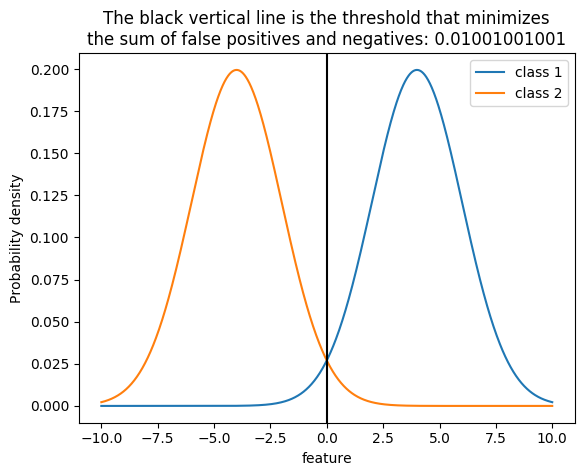 The black vertical line is the threshold that minimizes
the sum of false positives and negatives: 0.01001001001
0.200
0.175
0.150
0.125
0.100
0.075
0.050
0.025
0.000
Probability density
class 1
class 2
−10.0 −7.5 −5.0 −2.5 0.0 2.5 5.0 7.5 10.0
feature